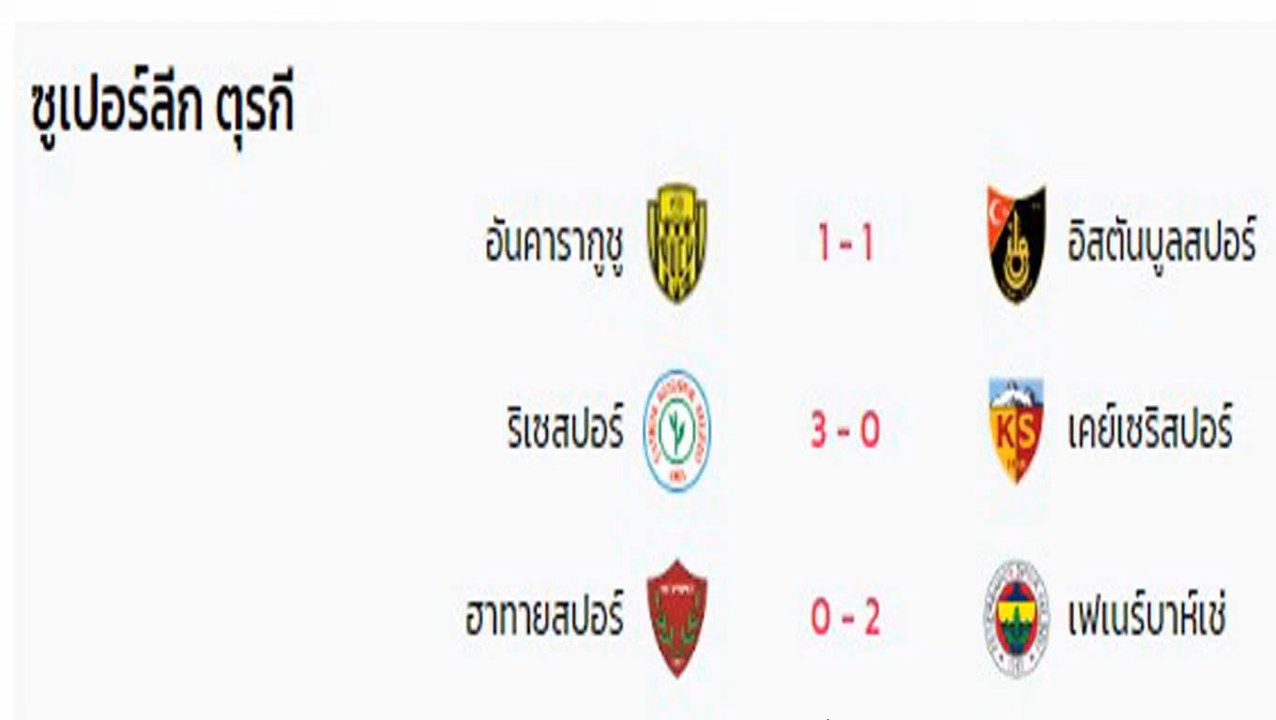 ซูเปอร์ลีก ตุรกี
อันคารากูชู 1 - 1 อิสตันบูลสปอร์
ริเซสปอร์ 3 - 0 KS เคย์เซริสปอร์
ฮาทายสปอร์ 0 - 2 เฟเนร์บาห์เช่